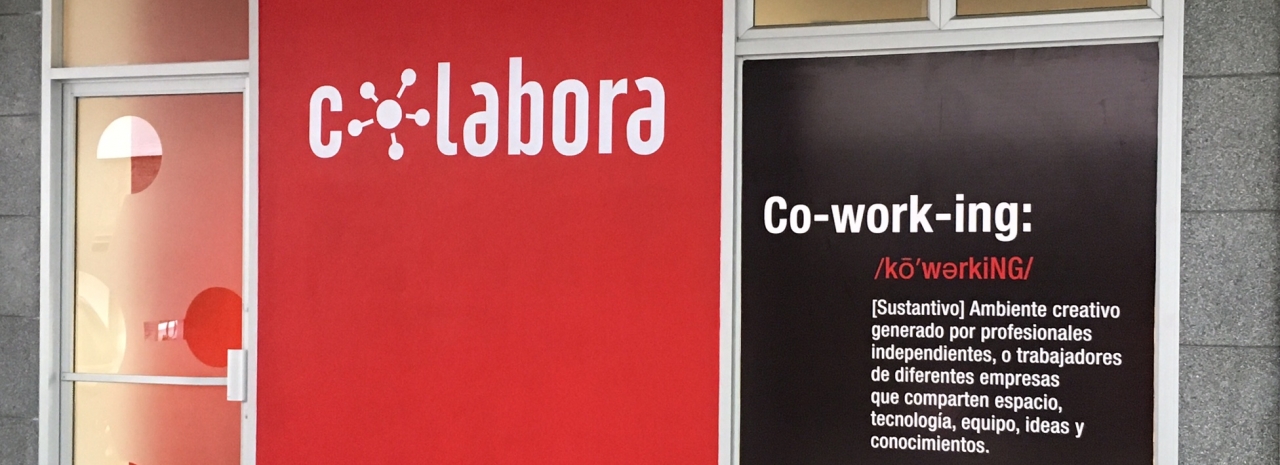 colabora
Co-work-ing:
/kō'wərkiNG/
[Sustantivo] Ambiente creativo
generado por profesionales
independientes, o trabajadores
de diferentes empresas
que comparten espacio,
tecnología, equipo, ideas y
conocimientos.